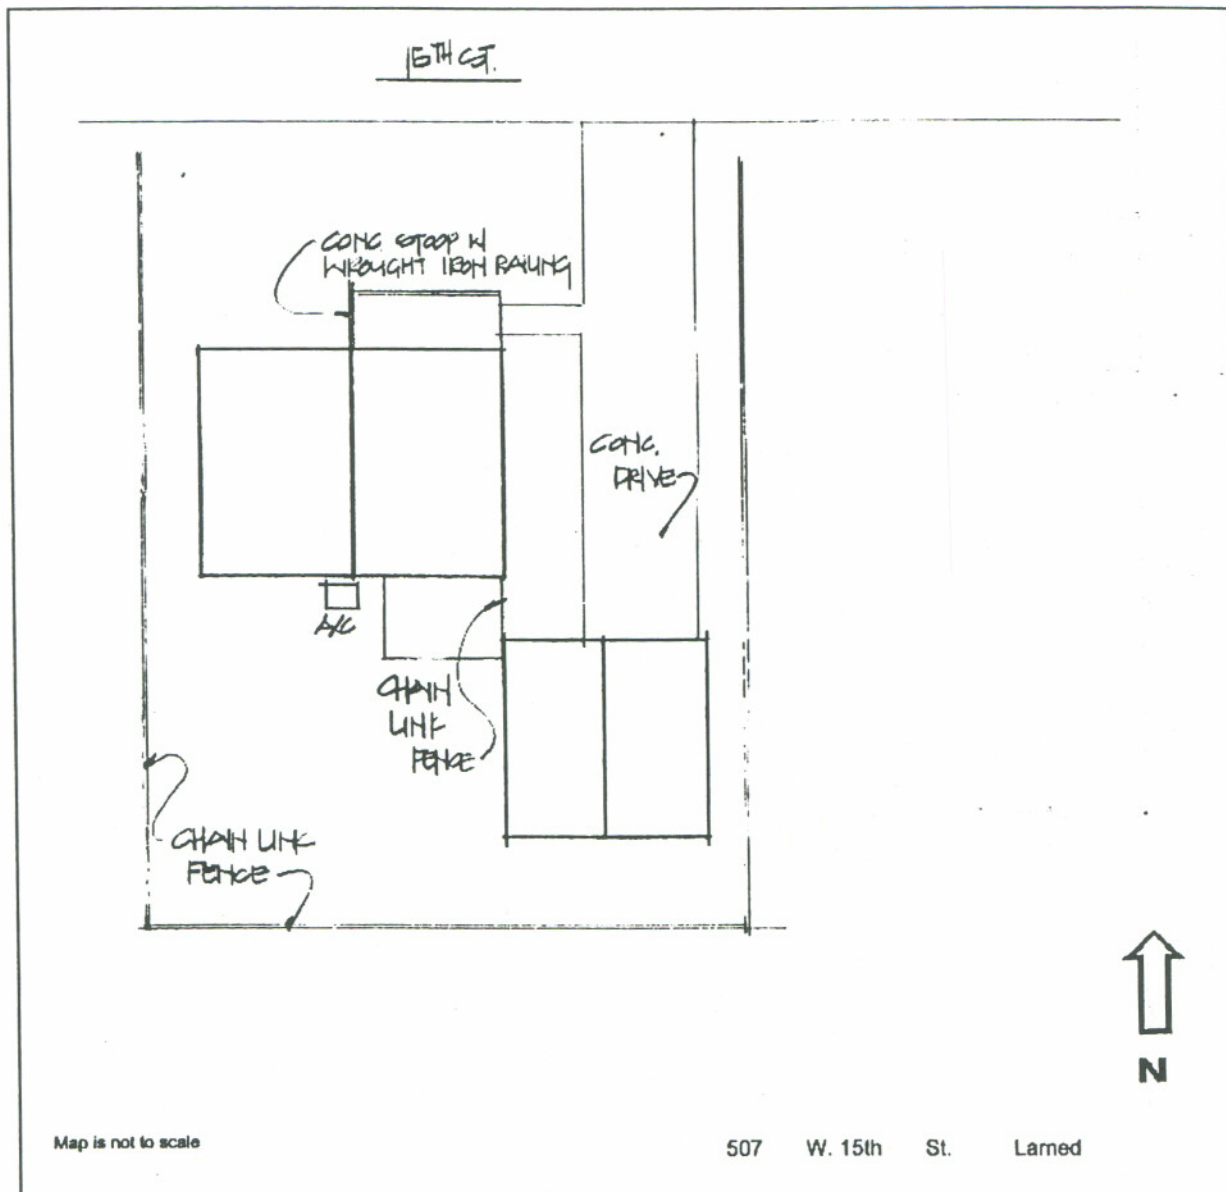 15TH ST.
CONC. STOOP W/
WROUGHT IRON RAILING
CONC.
DRIVE
A/C
CHAIN
LINK
FENCE
CHAIN LINK
FENCE
N
Map is not to scale
507 W. 15th St. Larned